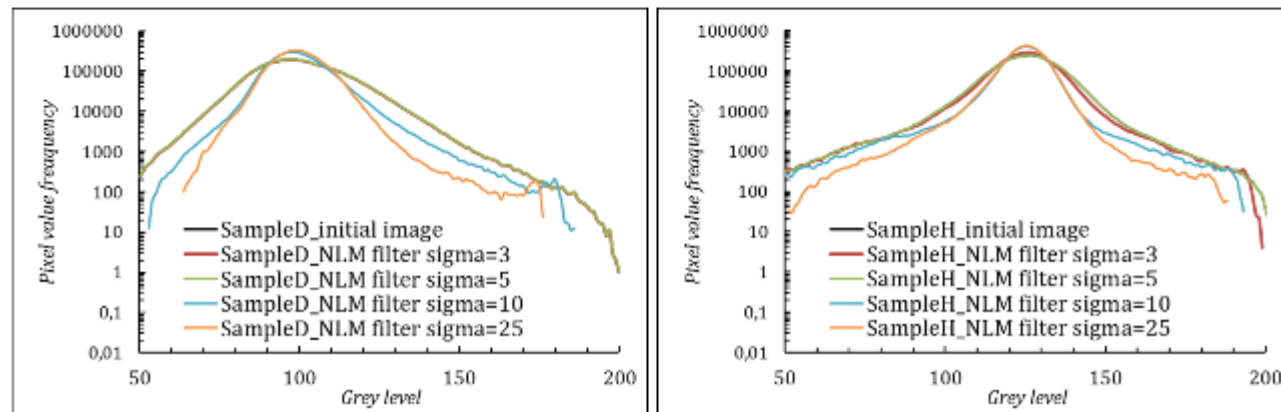 1000000
100000
10000
1000
100
10
1
0,1
0,01
Pixel value freaquency
SampleD_initial image
SampleD_NLM filter sigma=3
SampleD_NLM filter sigma=5
SampleD_NLM filter sigma=10
SampleD_NLM filter sigma=25
50
100
150
200
Grey level
1000000
100000
10000
1000
100
10
1
0,1
0,01
Pixel value freaquency
SampleH_initial image
SampleH_NLM filter sigma=3
SampleH_NLM filter sigma=5
SampleH_NLM filter sigma=10
SampleH_NLM filter sigma=25
50
100
150
200
Grey level